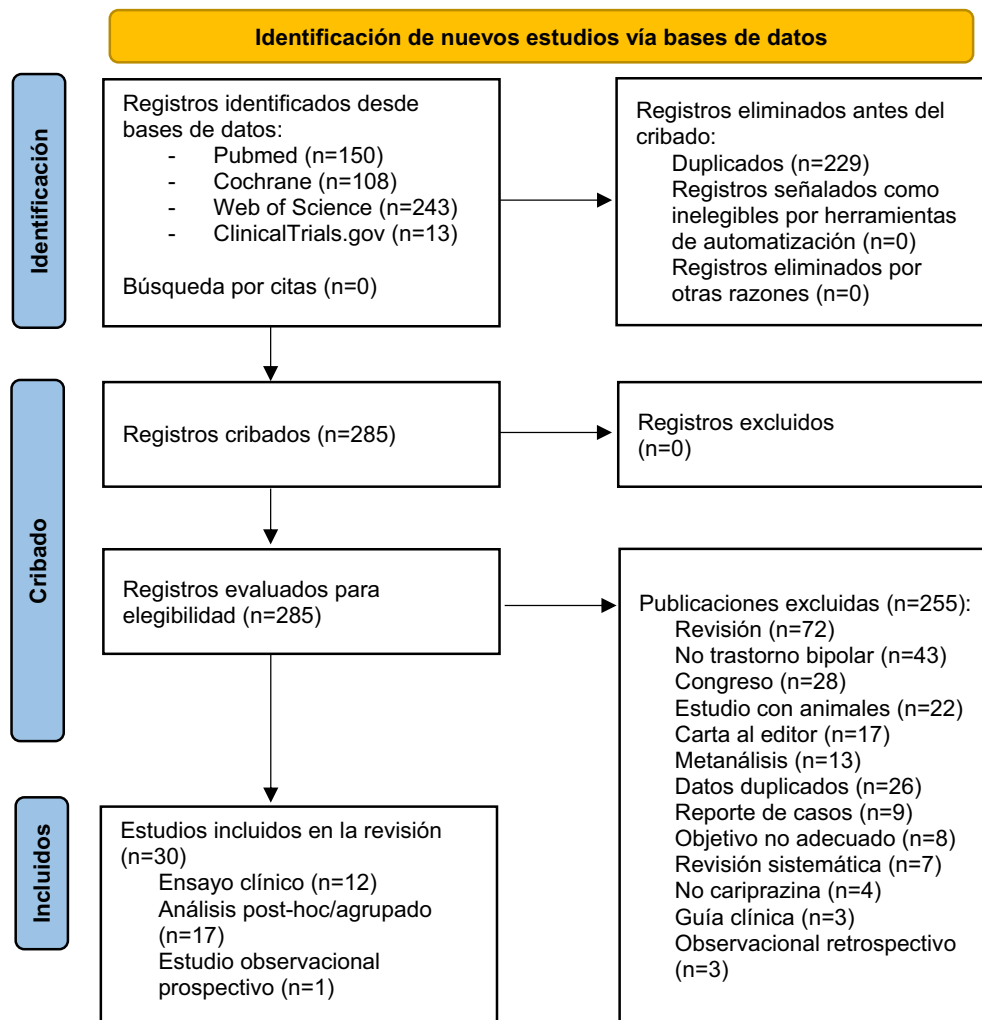 Identificación de nuevos estudios vía bases de datos
Identificación
Registros identificados desde
bases de datos:
- Pubmed (n=150)
- Cochrane (n=108)
- Web of Science (n=243)
- ClinicalTrials.gov (n=13)
Búsqueda por citas (n=0)
Registros eliminados antes del
cribado:
Duplicados (n=229)
Registros señalados como
inelegibles por herramientas
de automatización (n=0)
Registros eliminados por
otras razones (n=0)
Cribado
Registros cribados (n=285)
Registros excluidos
(n=0)
Registros evaluados para
elegibilidad (n=285)
Publicaciones excluidas (n=255):
Revisión (n=72)
No trastorno bipolar (n=43)
Congreso (n=28)
Estudio con animales (n=22)
Carta al editor (n=17)
Metanálisis (n=13)
Datos duplicados (n=26)
Reporte de casos (n=9)
Objetivo no adecuado (n=8)
Revisión sistemática (n=7)
No cariprazina (n=4)
Guía clínica (n=3)
Observacional retrospectivo
(n=3)
Incluidos
Estudios incluidos en la revisión
(n=30)
Ensayo clínico (n=12)
Análisis post-hoc/agrupado
(n=17)
Estudio observacional
prospectivo (n=1)